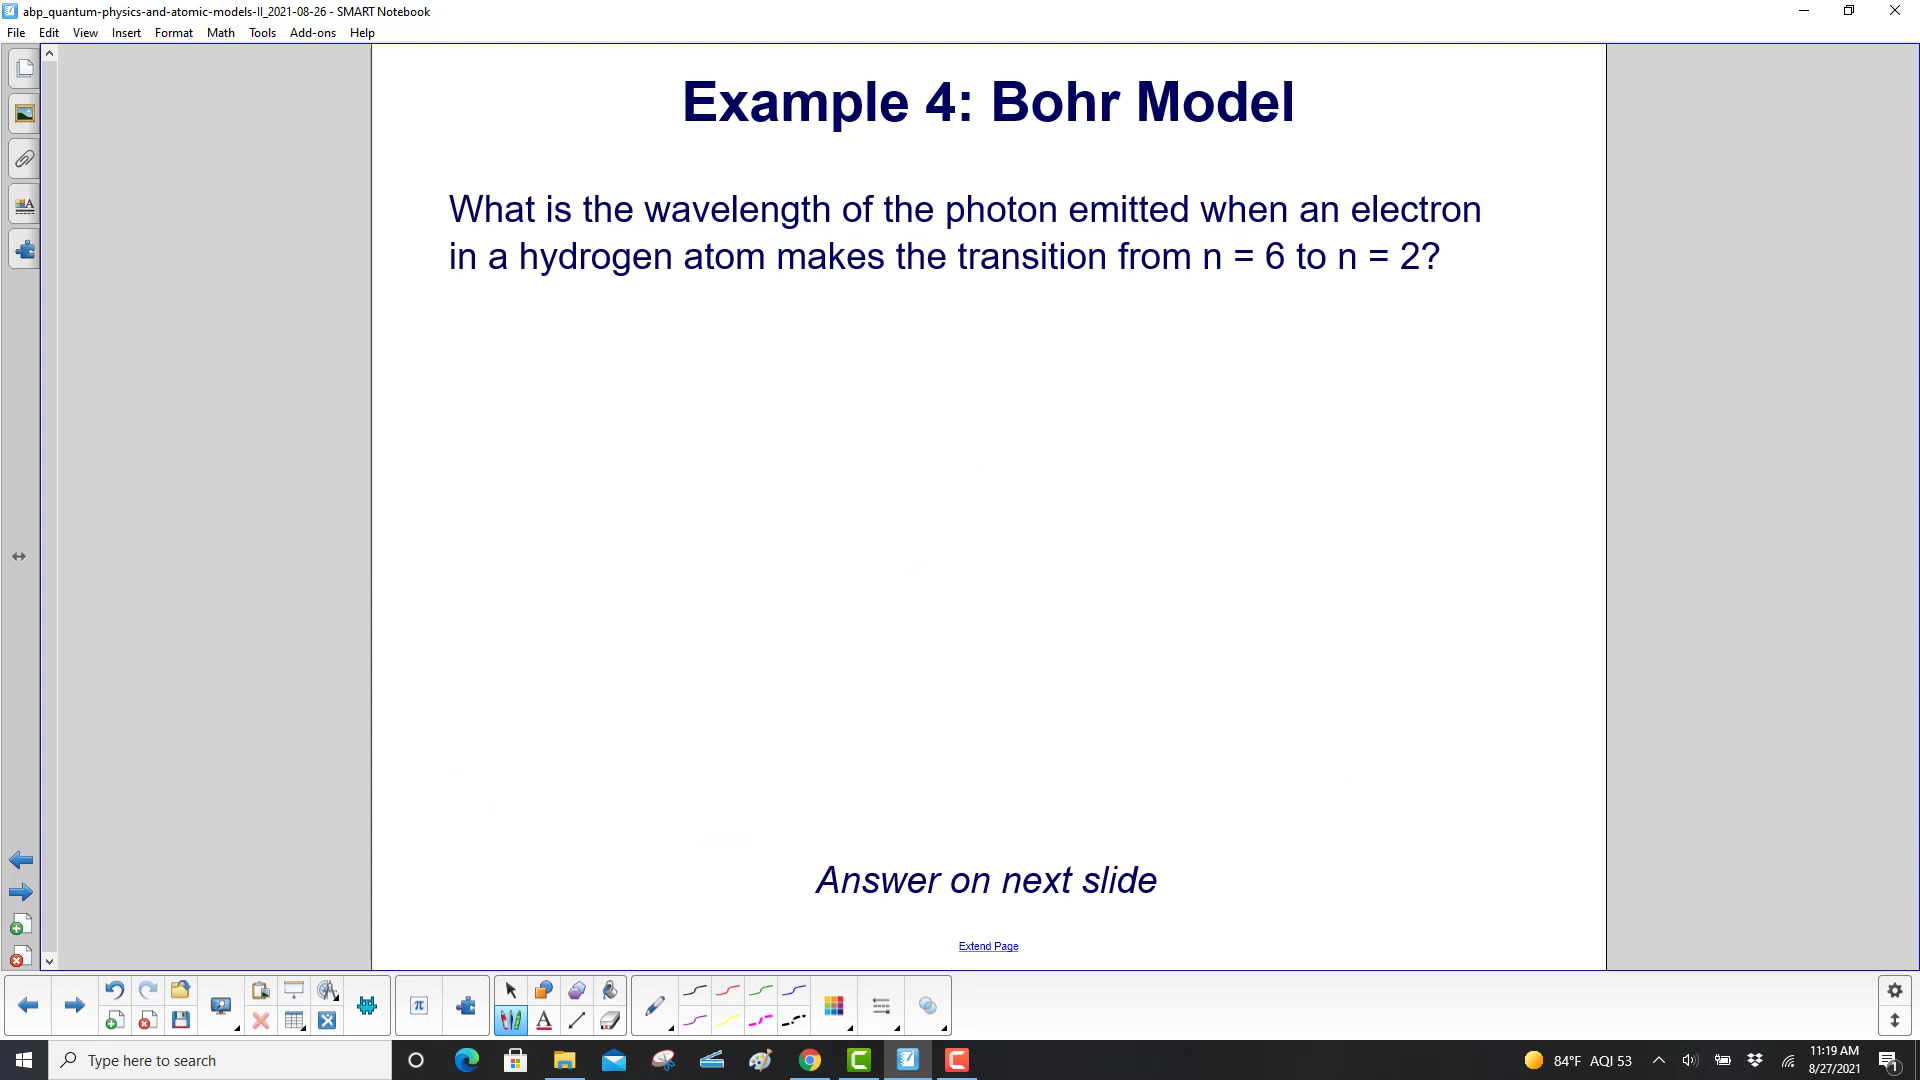 abp_quantum-physics-and-atomic-models-II_2021-08-26 - SMART Notebook
File Edit View Insert Format Math Tools Add-ons Help
Example 4: Bohr Model
What is the wavelength of the photon emitted when an electron
in a hydrogen atom makes the transition from n = 6 to n = 2?
Answer on next slide
Extend Page
π
A
Type here to search
84°F AQI 53
11:19 AM
8/27/2021
1